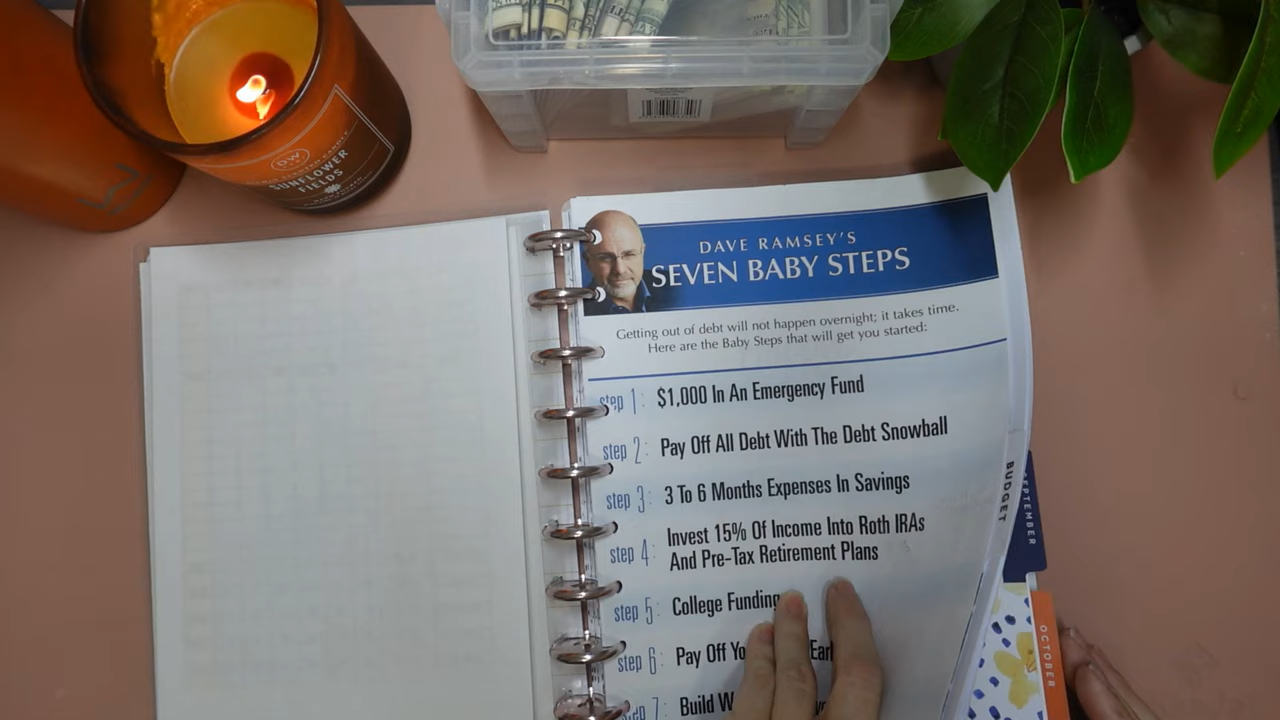 DW
SUNFLOWER
FIELDS
DAVE RAMSEY'S
SEVEN BABY STEPS
Getting out of debt will not happen overnight; it takes time.
Here are the Baby Steps that will get you started:
step 1: $1,000 In An Emergency Fund
step 2: Pay Off All Debt With The Debt Snowball
step 3: 3 To 6 Months Expenses In Savings
step 4: Invest 15% Of Income Into Roth IRAs
And Pre-Tax Retirement Plans
step 5: College Funding
step 6: Pay Off
step 7: Build
BUDGET
SEPTEMBER
OCTOBER